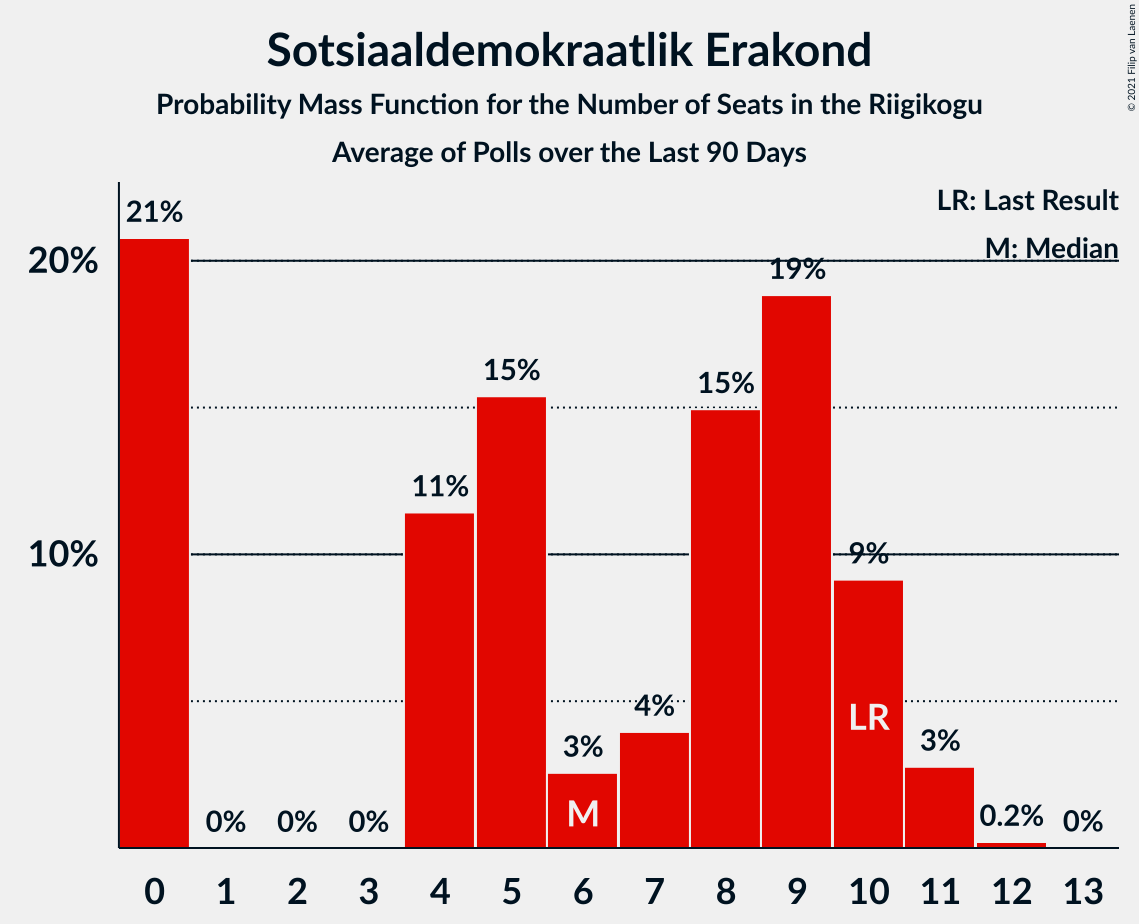 Sotsiaaldemokraatlik Erakond
Probability Mass Function for the Number of Seats in the Riigikogu
Average of Polls over the Last 90 Days
© 2021 Filip van Laenen
LR: Last Result
M: Median
20%
10%
21%
0%
0%
0%
11%
15%
3%
4%
15%
19%
9%
3%
0.2%
0%
M
LR
0 1 2 3 4 5 6 7 8 9 10 11 12 13